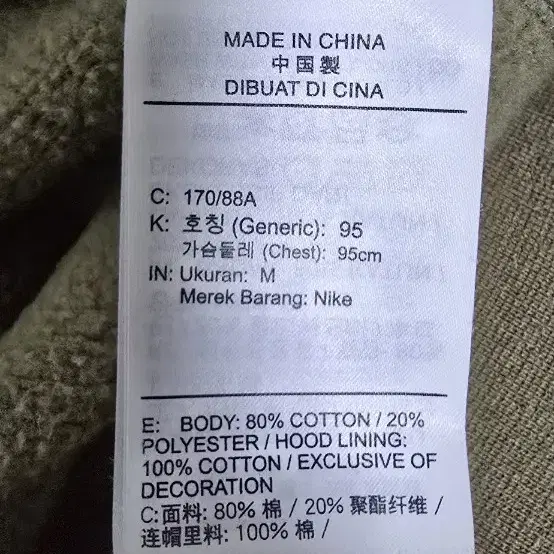 MADE IN CHINA
中国製
DIBUAT DI CINA
C: 170/88A
K: 호칭 (Generic): 95
가슴둘레 (Chest): 95cm
IN: Ukuran: M
Merek Barang: Nike
E: BODY: 80% COTTON / 20%
POLYESTER / HOOD LINING:
100% COTTON / EXCLUSIVE OF
DECORATION
C:面料: 80% 棉 / 20% 聚酯纤维 /
连帽里料: 100% 棉 /